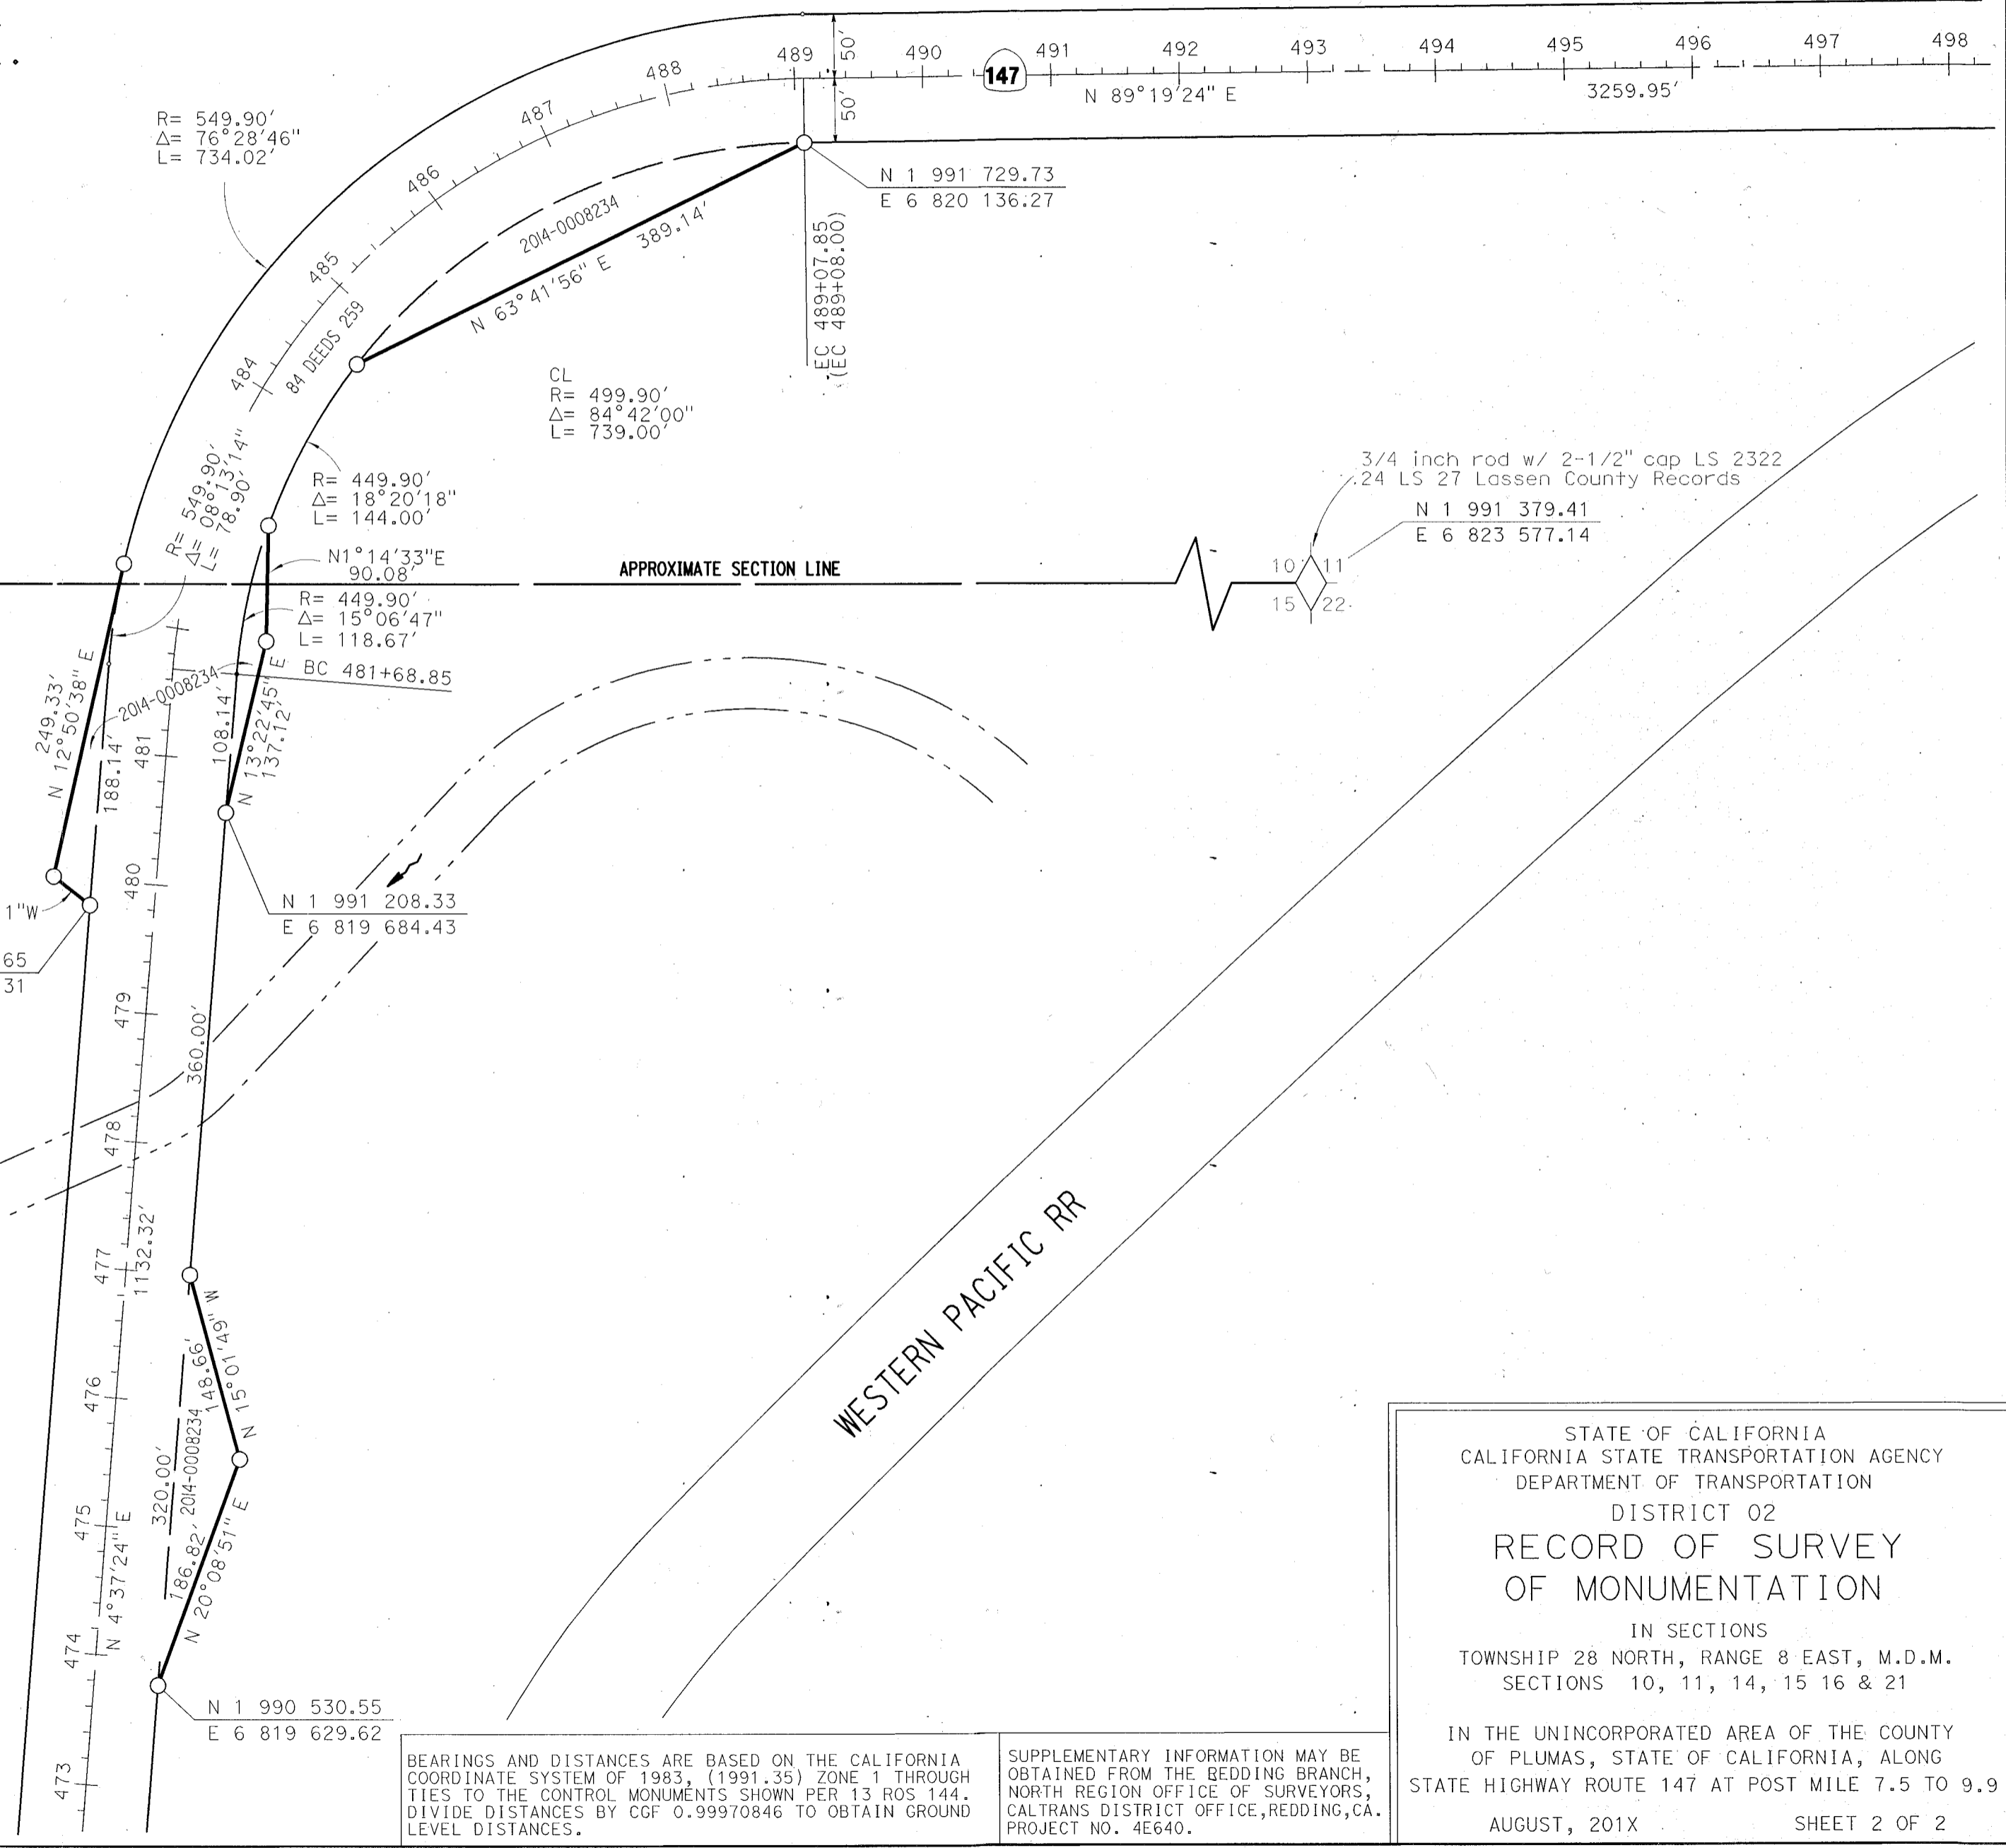 489
490
491
492
493
494
495
496
497
498
50'
50'
147
N 89°19'24" E
3259.95'
488
487
486
485
484
R= 549.90'
Δ= 76°28'46"
L= 734.02'
N 1 991 729.73
E 6 820 136.27
2014-0008234
389.14'
N 63°41'56" E
EC 489+07.85
(EC 489+08.00)
84 DEEDS 259
CL
R= 499.90'
Δ= 84°42'00"
L= 739.00'
R= 549.90'
Δ= 08°13'14"
L= 78.90'
R= 449.90'
Δ= 18°20'18"
L= 144.00'
3/4 inch rod w/ 2-1/2" cap LS 2322
24 LS 27 Lassen County Records
N 1 991 379.41
E 6 823 577.14
N1°14'33"E
90.08'
APPROXIMATE SECTION LINE
10 11
15 22
R= 449.90'
Δ= 15°06'47"
L= 118.67'
BC 481+68.85
249.33'
N 12°50'38" E
2014-0008234
188.14'
481
108.14'
N 13°22'45" E
137.12'
480
1"W
65
31
N 1 991 208.33
E 6 819 684.43
479
360.00'
478
1132.32'
477
148.66'
N 15°01'49" W
476
320.00'
2014-0008234
475
N 4°37'24" E
186.82'
N 20°08'51" E
474
473
N 1 990 530.55
E 6 819 629.62
WESTERN PACIFIC RR
BEARINGS AND DISTANCES ARE BASED ON THE CALIFORNIA
COORDINATE SYSTEM OF 1983, (1991.35) ZONE 1 THROUGH
TIES TO THE CONTROL MONUMENTS SHOWN PER 13 ROS 144.
DIVIDE DISTANCES BY CGF 0.99970846 TO OBTAIN GROUND
LEVEL DISTANCES.
SUPPLEMENTARY INFORMATION MAY BE
OBTAINED FROM THE REDDING BRANCH,
NORTH REGION OFFICE OF SURVEYORS,
CALTRANS DISTRICT OFFICE,REDDING,CA.
PROJECT NO. 4E640.
STATE OF CALIFORNIA
CALIFORNIA STATE TRANSPORTATION AGENCY
DEPARTMENT OF TRANSPORTATION
DISTRICT 02
RECORD OF SURVEY
OF MONUMENTATION
IN SECTIONS
TOWNSHIP 28 NORTH, RANGE 8 EAST, M.D.M.
SECTIONS 10, 11, 14, 15 16 & 21
IN THE UNINCORPORATED AREA OF THE COUNTY
OF PLUMAS, STATE OF CALIFORNIA, ALONG
STATE HIGHWAY ROUTE 147 AT POST MILE 7.5 TO 9.9
AUGUST, 201X SHEET 2 OF 2